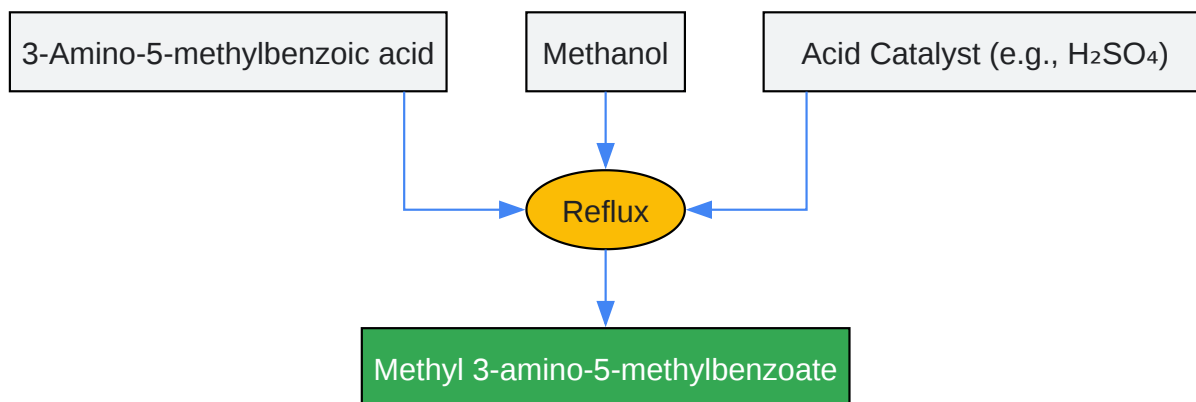 3-Amino-5-methylbenzoic acid
Methanol
Acid Catalyst (e.g., H₂SO₄)
Reflux
Methyl 3-amino-5-methylbenzoate